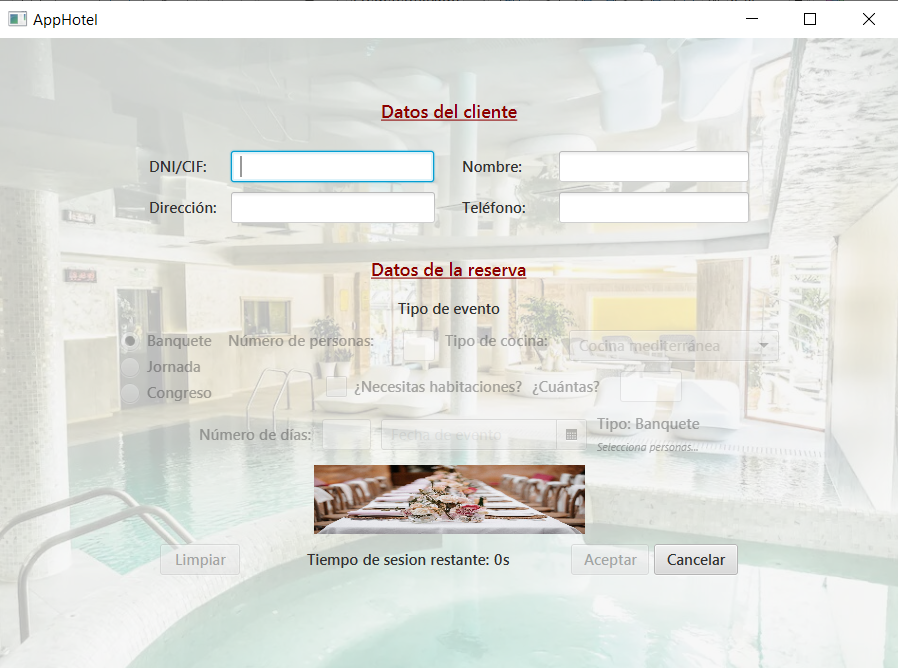 AppHotel
Datos del cliente
DNI/CIF: Nombre:
Dirección: Teléfono:
Datos de la reserva
Tipo de evento
Banquete Número de personas: Tipo de cocina: Cocina mediterránea
Jornada
¿Necesitas habitaciones? ¿Cuántas?
Congreso
Número de días: Fecha de evento Tipo: Banquete
Selecciona personas...
Limpiar Tiempo de sesion restante: 0s Aceptar Cancelar